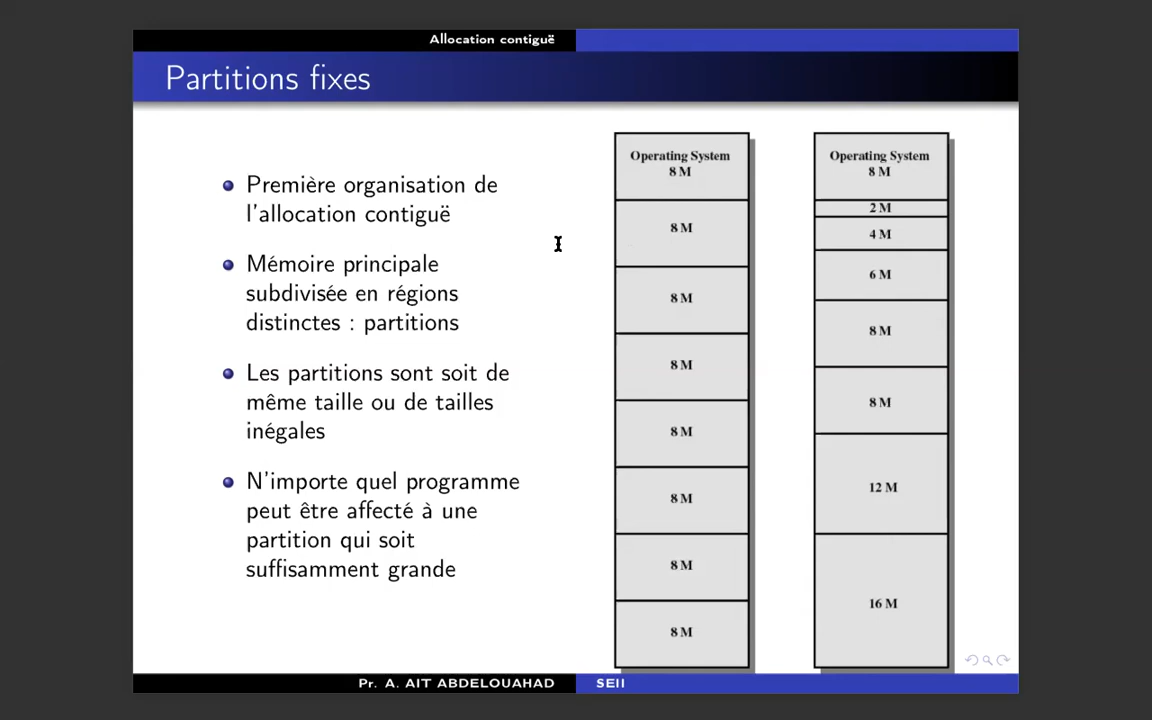 Allocation contiguë
Partitions fixes
Première organisation de
l'allocation contiguë
Mémoire principale
subdivisée en régions
distinctes : partitions
Les partitions sont soit de
même taille ou de tailles
inégales
N'importe quel programme
peut être affecté à une
partition qui soit
suffisamment grande
Operating System
8 M
8 M
8 M
8 M
8 M
8 M
8 M
8 M
Operating System
8 M
2 M
4 M
6 M
8 M
8 M
12 M
16 M
Pr. A. AIT ABDELOUAHAD
SEII